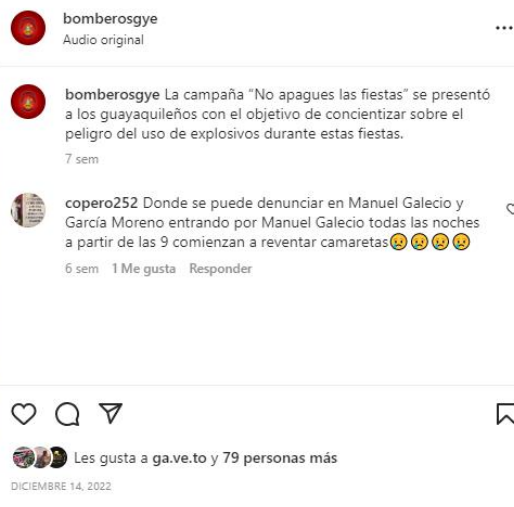 bomberosgye
Audio original
bomberosgye La campaña “No apagues las fiestas” se presentó
a los guayaquileños con el objetivo de concientizar sobre el
peligro del uso de explosivos durante estas fiestas.
7 sem
copero252 Donde se puede denunciar en Manuel Galecio y
García Moreno entrando por Manuel Galecio todas las noches
a partir de las 9 comienzan a reventar camaretas😢😢😢😢
6 sem 1 Me gusta Responder
Les gusta a ga.ve.to y 79 personas más
DICIEMBRE 14, 2022